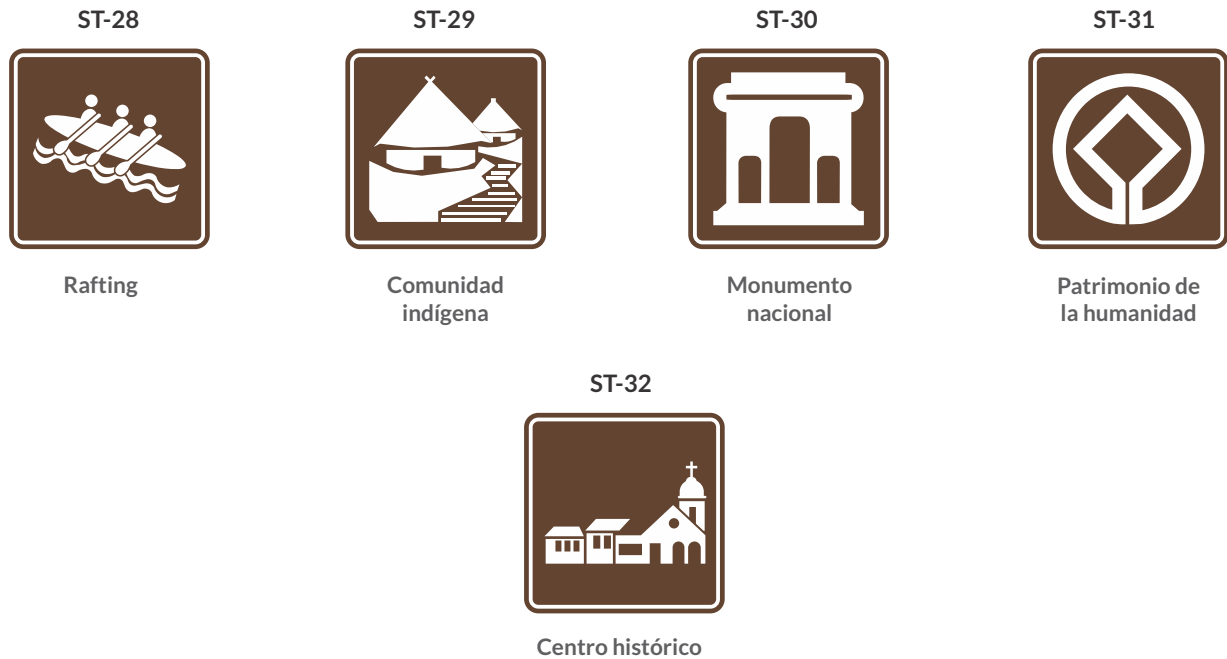 ST-28
ST-29
ST-30
ST-31
Rafting
Comunidad
indígena
Monumento
nacional
Patrimonio de
la humanidad
ST-32
Centro histórico